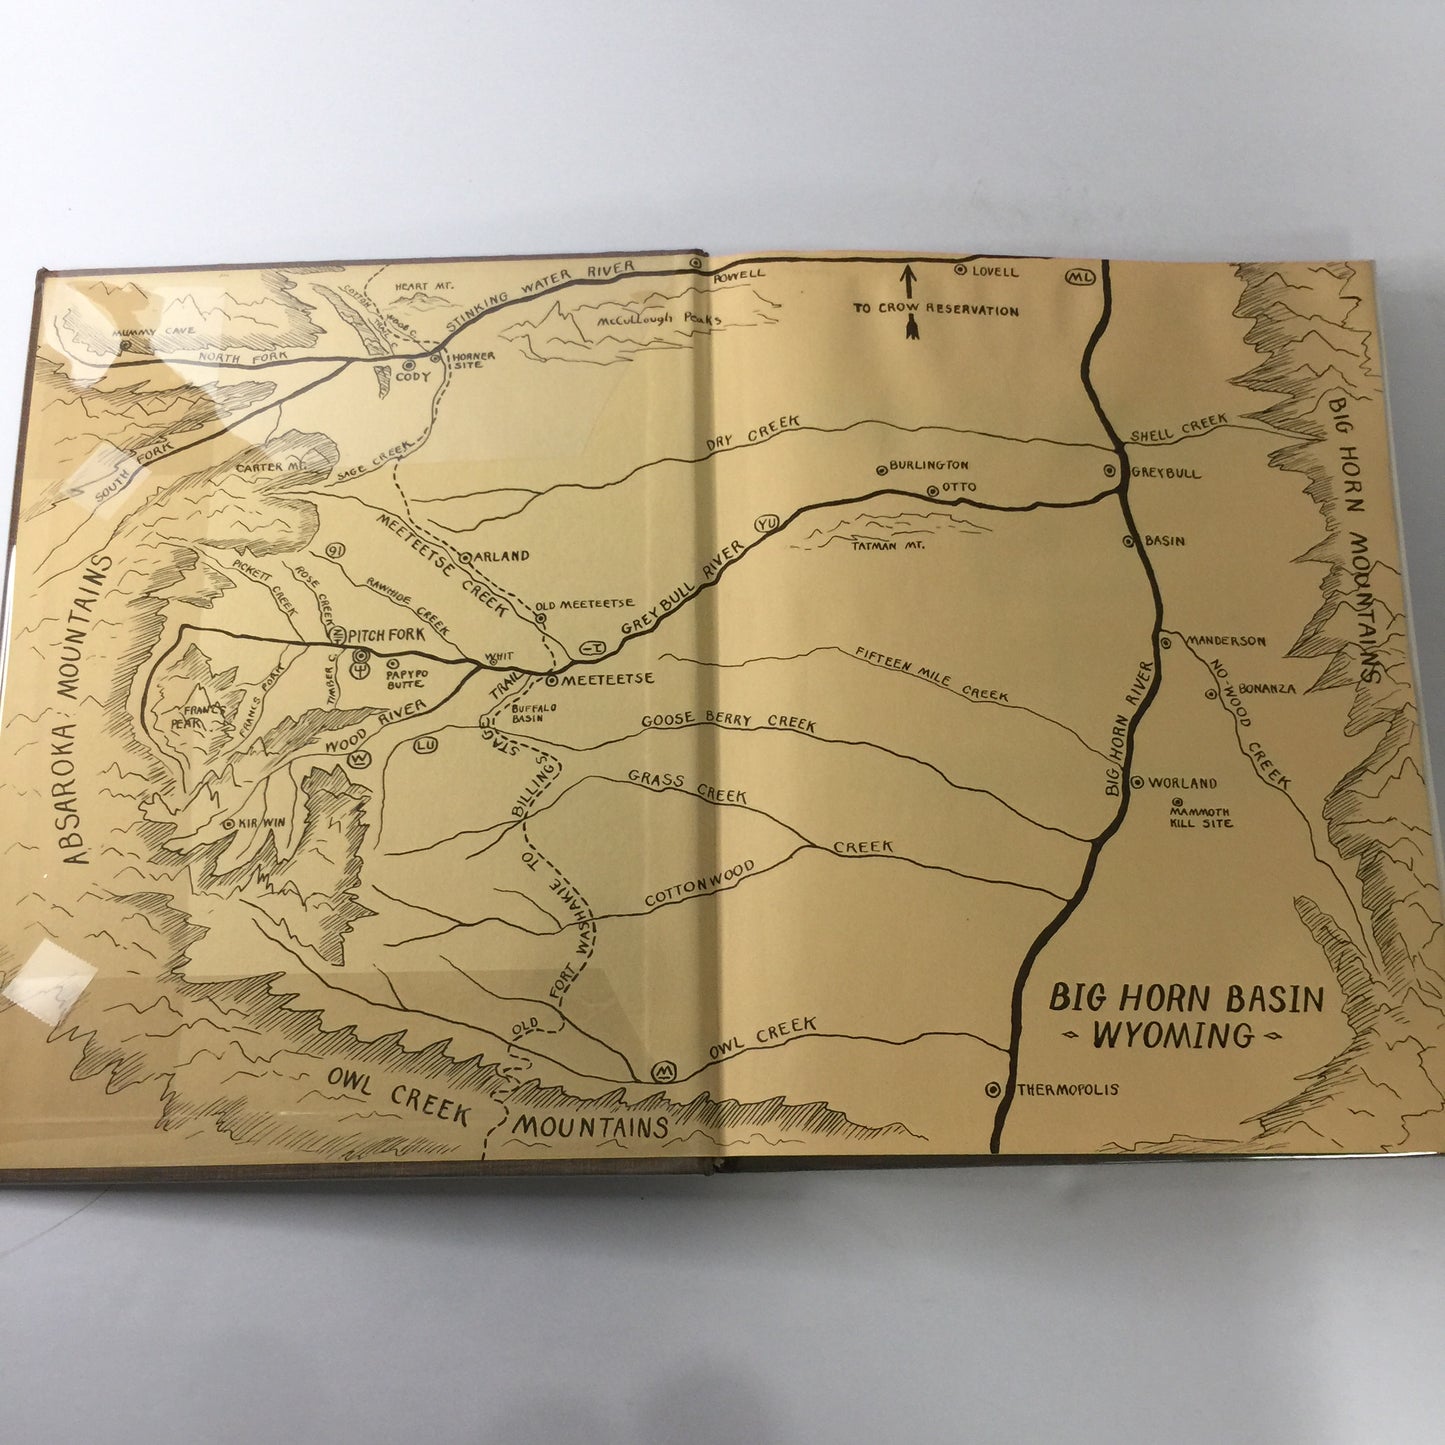 HEART MT.
STINKING WATER RIVER
POWELL
LOVELL
ML
TO CROW RESERVATION
McCullough Peaks
MUMMY CAVE
NORTH FORK
CODY
HORNER
SITE
SOUTH FORK
CARTER MT.
SAGE CREEK
DRY CREEK
SHELL CREEK
BIG HORN MOUNTAINS
BURLINGTON
OTTO
GREYBULL
YU
TATMAN MT.
BASIN
MEETEETSE CREEK
ARLAND
91
PICKETT CREEK
ROSE CREEK
RAWHIDE CREEK
OLD MEETEETSE
GREYBULL RIVER
ABSAROKA MOUNTAINS
PITCHFORK
WHIT
MEETEETSE
PAPYPO
BUTTE
TIMBER C.
FRANCS FORK
FRANCS
PEAK
WOOD RIVER
W
LU
BUFFALO
BASIN
FIFTEEN MILE CREEK
MANDERSON
BONANZA
NO-WOOD CREEK
BIG HORN RIVER
GOOSE BERRY CREEK
GRASS CREEK
WORLAND
MAMMOTH
KILL SITE
KIRWIN
COTTONWOOD CREEK
OLD FORT WASHAKIE TO BILLINGS STAGE TRAIL
OWL CREEK
M
BIG HORN BASIN
WYOMING
THERMOPOLIS
OWL CREEK MOUNTAINS